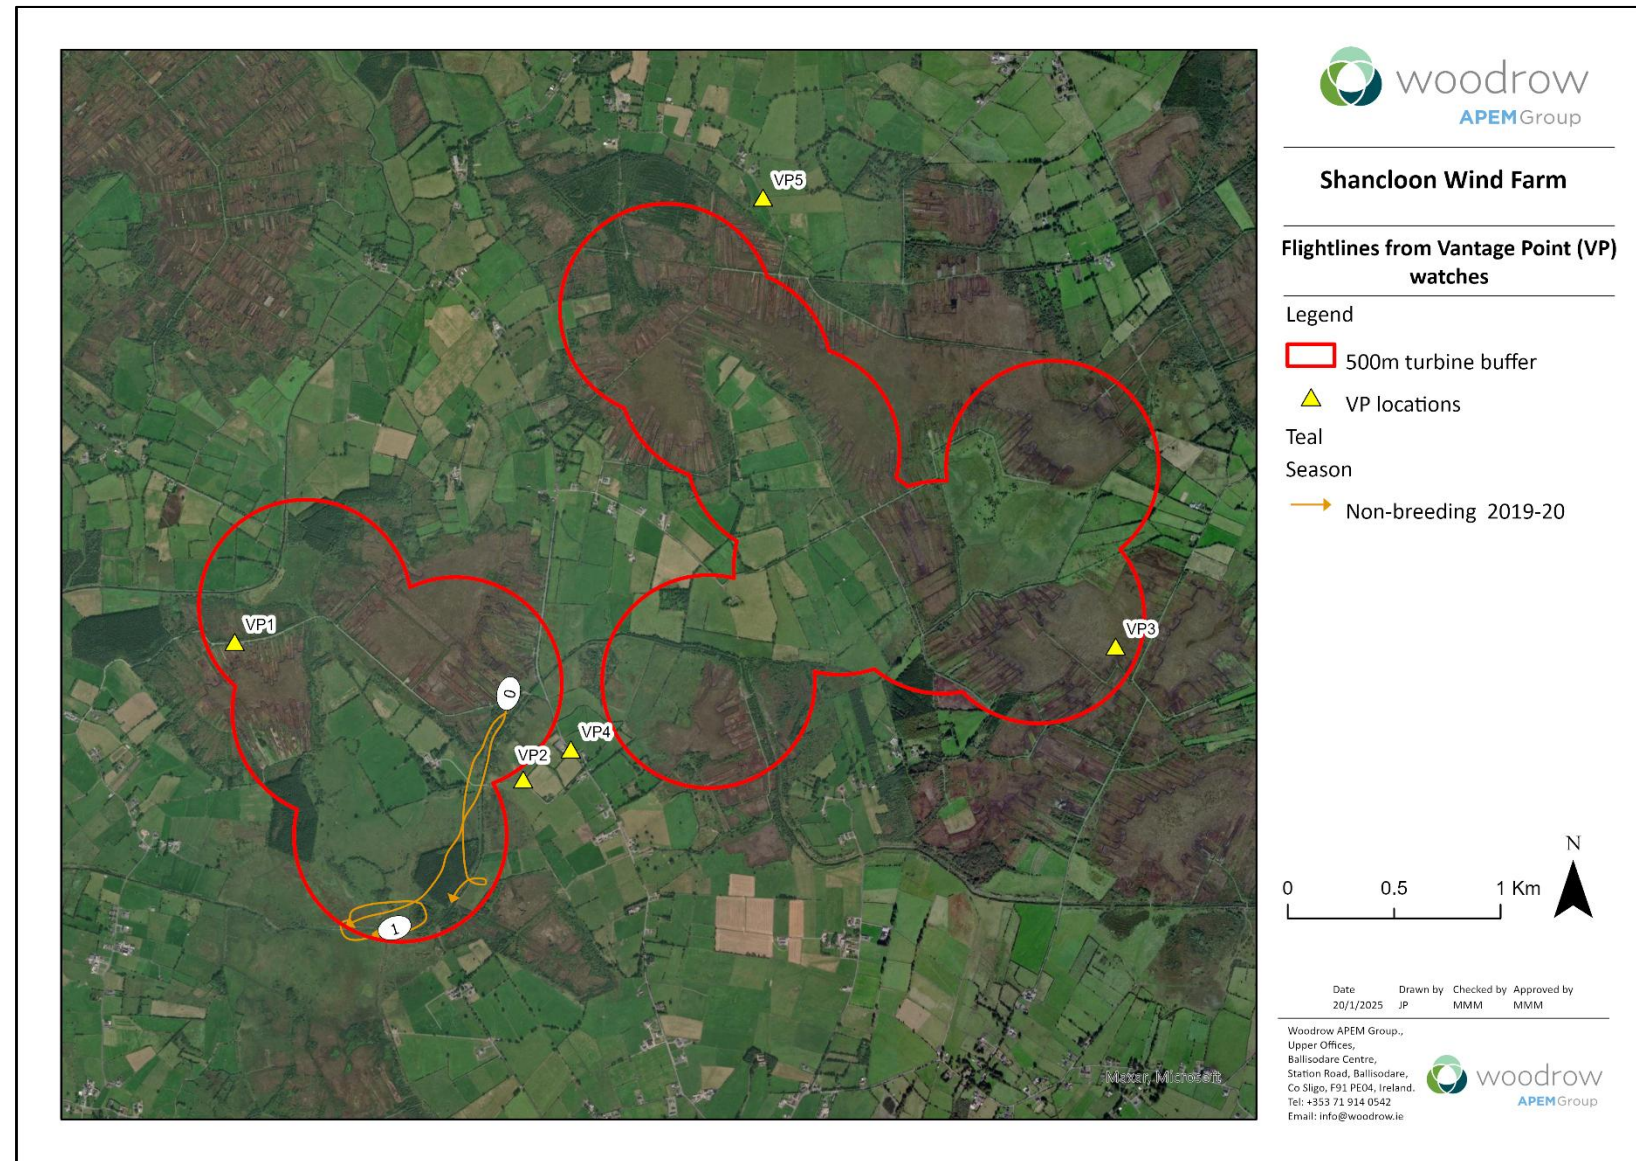 VP5
VP1
VP3
0
VP4
VP2
1
Maxar, Microsoft
woodrow
APEMGroup
Shancloon Wind Farm
Flightlines from Vantage Point (VP)
watches
Legend
500m turbine buffer
VP locations
Teal
Season
Non-breeding 2019-20
N
0 0.5 1 Km
Date Drawn by Checked by Approved by
20/1/2025 JP MMM MMM
Woodrow APEM Group.,
Upper Offices,
Ballisodare Centre,
Station Road, Ballisodare,
Co Sligo, F91 PE04, Ireland.
Tel: +353 71 914 0542
Email: info@woodrow.ie
woodrow
APEMGroup